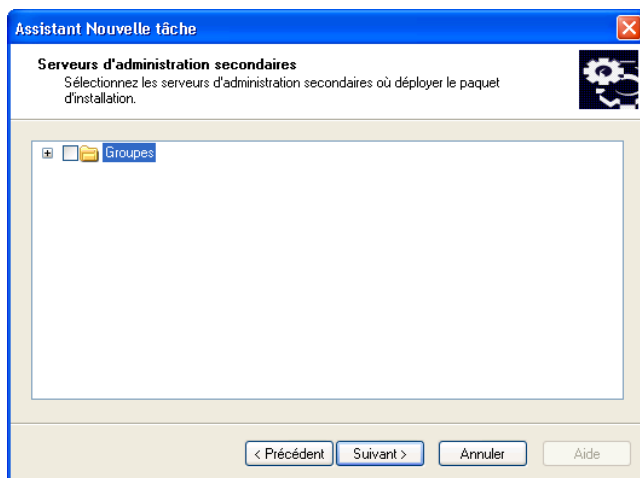 Assistant Nouvelle tâche
Serveurs d'administration secondaires
Sélectionnez les serveurs d'administration secondaires où déployer le paquet
d'installation.
Groupes
< Précédent Suivant > Annuler Aide